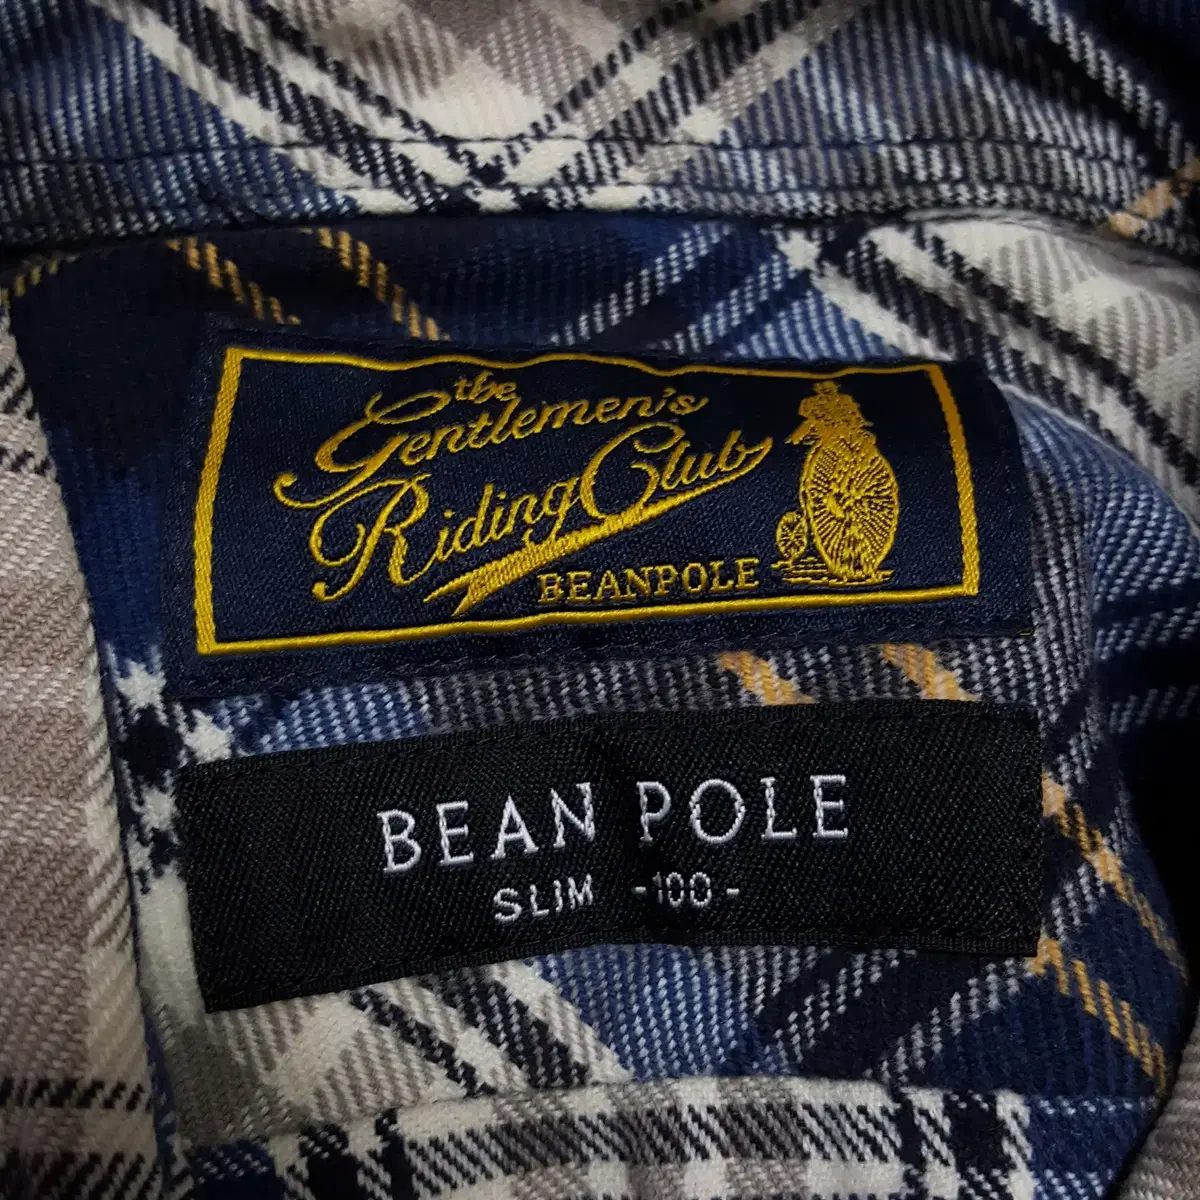 the
Gentlemen's
Riding Club
BEANPOLE
BEAN POLE
SLIM -100-